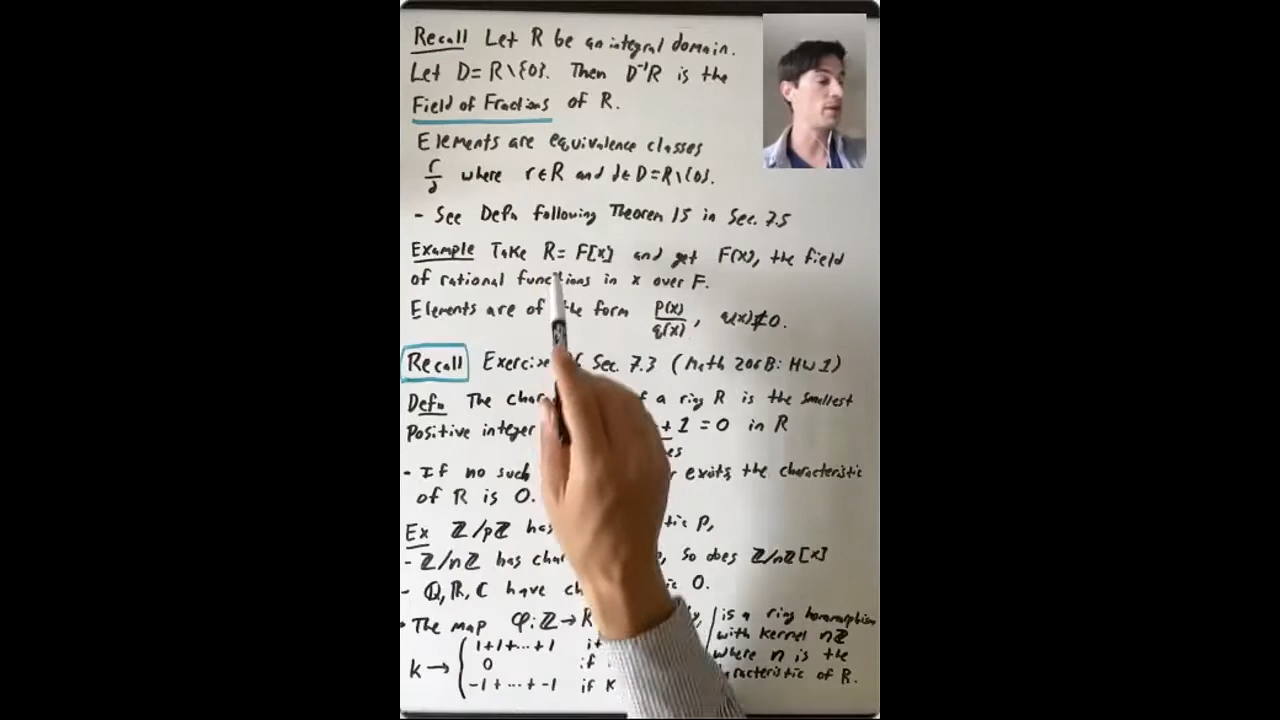 Recall Let R be an integral domain.
Let D = R \ {0}. Then D⁻¹R is the
Field of Fractions of R.
Elements are equivalence classes
r/d where r ∈ R and d ∈ D = R \ {0}.
- See Defn following Theorem 15 in Sec. 7.5
Example Take R = F[x] and get F(x), the field
of rational functions in x over F.
Elements are of the form p(x)/q(x), q(x) ≠ 0.
Recall Sec. 7.3 (Math 206B: HW 1)
Defn The a ring R is the smallest
Positive integer + 1 = 0 in R
- If no such exists, the characteristic
of R is 0.
Ex ℤ/pℤ has p,
- ℤ/nℤ has so does ℤ/nℤ[x]
- ℚ, ℝ, ℂ have 0.
• The map φ: ℤ → R is a ring homomorphism
with kernel nℤ
k → { 1+1+...+1 if where n is the
0 if of R.
-1 + ... + -1 if k